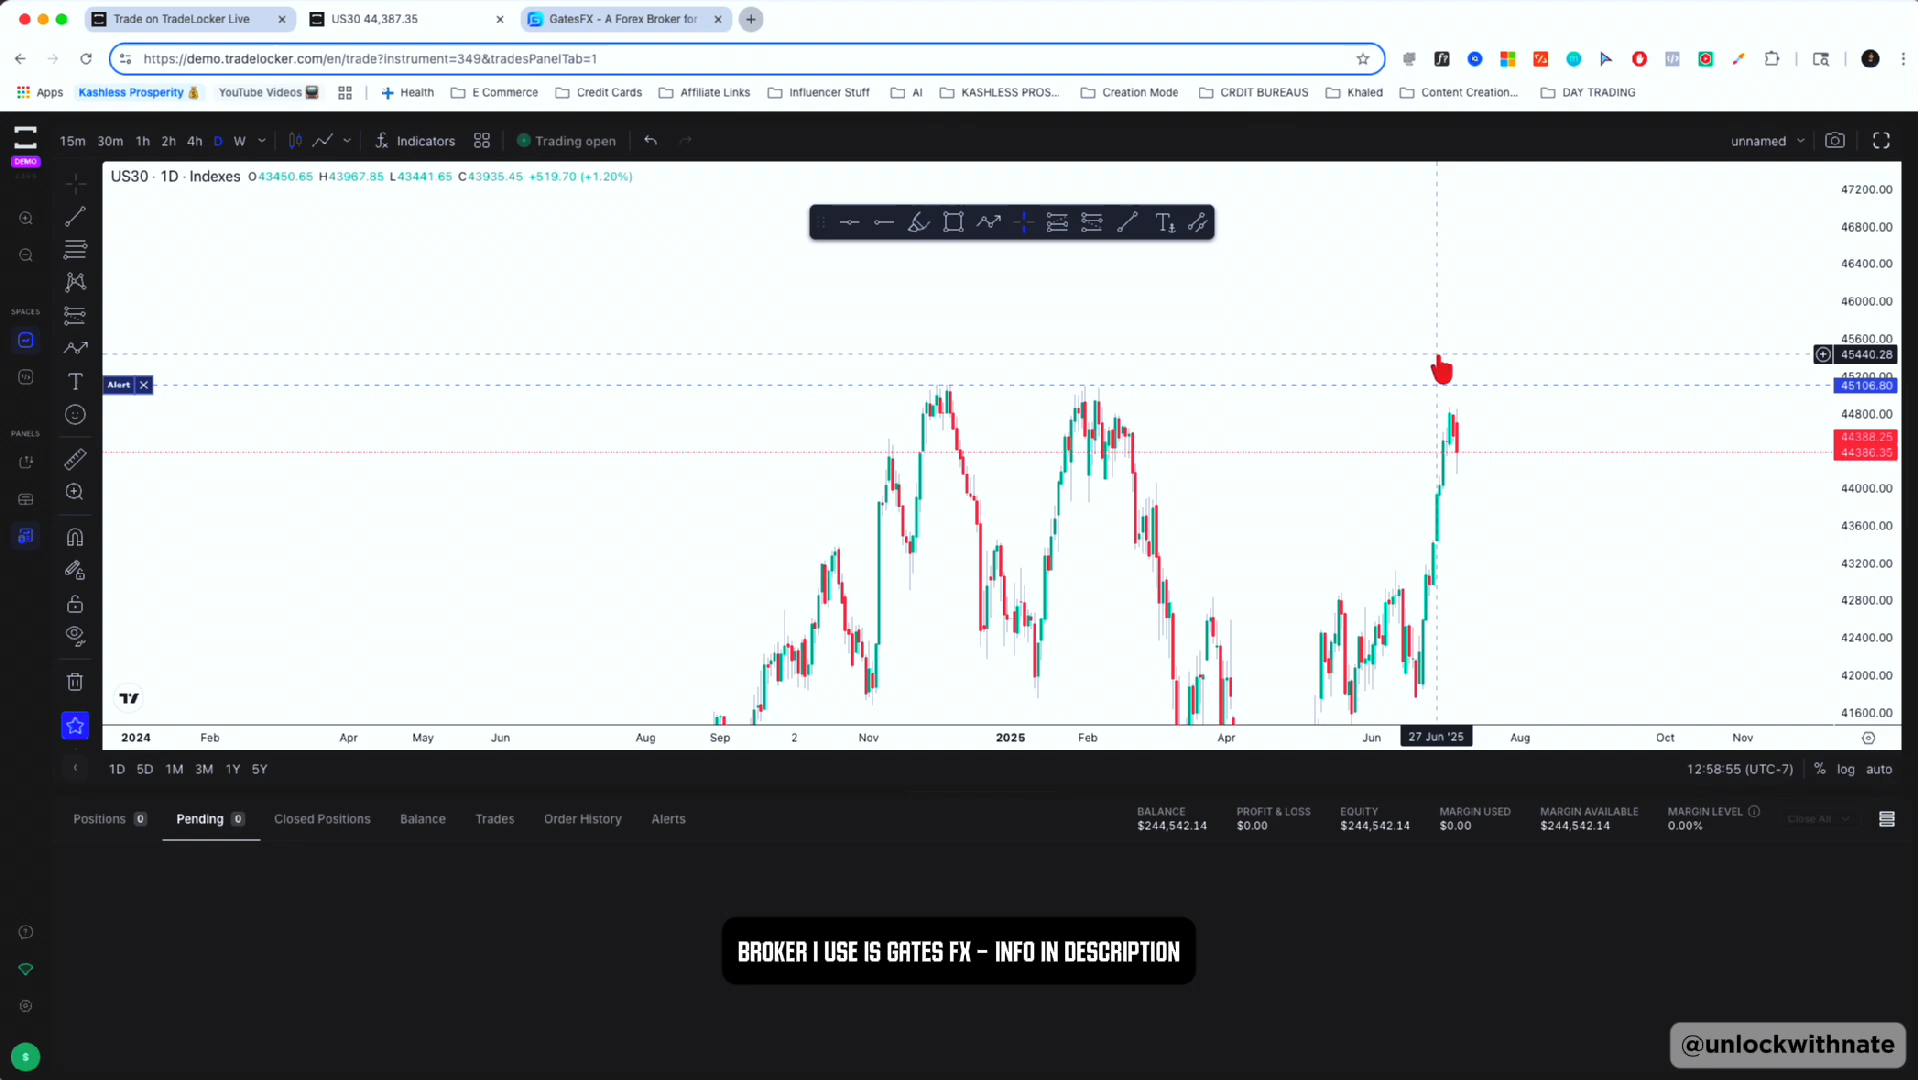 Trade on TradeLocker Live
US30 44,387.35
GatesFX - A Forex Broker for
https://demo.tradelocker.com/en/trade?instrument=349&tradesPanelTab=1
Apps
Kashless Prosperity
YouTube Videos
Health
E Commerce
Credit Cards
Affiliate Links
Influencer Stuff
AI
KASHLESS PROS...
Creation Mode
CRDIT BUREAUS
Khaled
Content Creation...
DAY TRADING
DEMO
15m 30m 1h 2h 4h D W
Indicators
Trading open
unnamed
US30 · 1D · Indexes O43450.65 H43967.85 L43441.65 C43935.45 +519.70 (+1.20%)
SPACES
PANELS
Alert
47200.00
46800.00
46400.00
46000.00
45600.00
45440.28
45200.00
45106.80
44800.00
44388.25
44386.35
44000.00
43600.00
43200.00
42800.00
42400.00
42000.00
41600.00
2024 Feb Apr May Jun Aug Sep 2 Nov 2025 Feb Apr Jun 27 Jun '25 Aug Oct Nov
1D 5D 1M 3M 1Y 5Y
12:58:55 (UTC-7) % log auto
Positions 0
Pending 0
Closed Positions
Balance
Trades
Order History
Alerts
BALANCE
$244,542.14
PROFIT & LOSS
$0.00
EQUITY
$244,542.14
MARGIN USED
$0.00
MARGIN AVAILABLE
$244,542.14
MARGIN LEVEL
0.00%
Close All
BROKER I USE IS GATES FX - INFO IN DESCRIPTION
S
@unlockwithnate